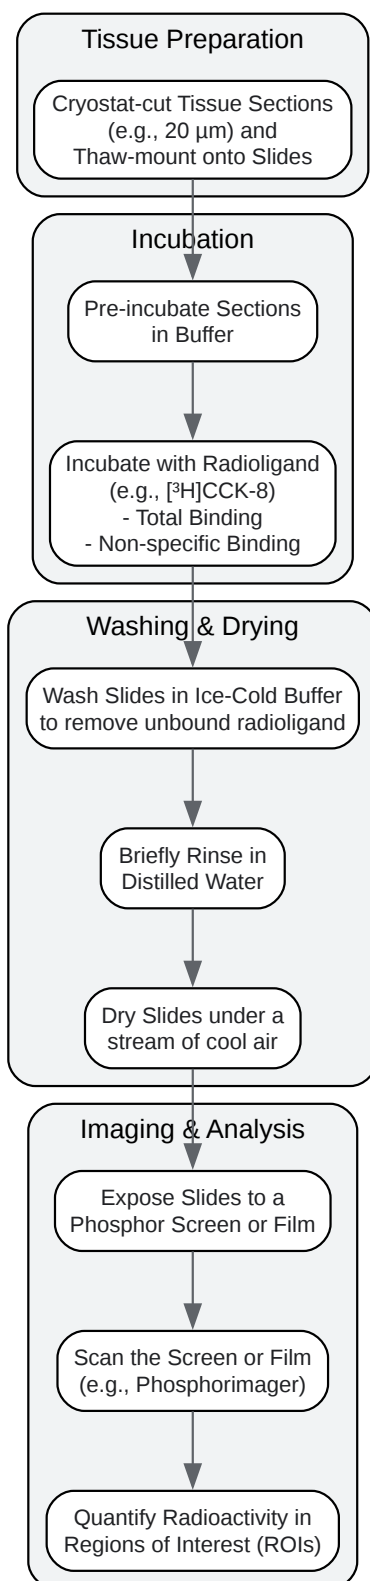 Tissue Preparation
Cryostat-cut Tissue Sections
(e.g., 20 µm) and
Thaw-mount onto Slides
Incubation
Pre-incubate Sections
in Buffer
Incubate with Radioligand
(e.g., [³H]CCK-8)
- Total Binding
- Non-specific Binding
Washing & Drying
Wash Slides in Ice-Cold Buffer
to remove unbound radioligand
Briefly Rinse in
Distilled Water
Dry Slides under a
stream of cool air
Imaging & Analysis
Expose Slides to a
Phosphor Screen or Film
Scan the Screen or Film
(e.g., Phosphorimager)
Quantify Radioactivity in
Regions of Interest (ROIs)